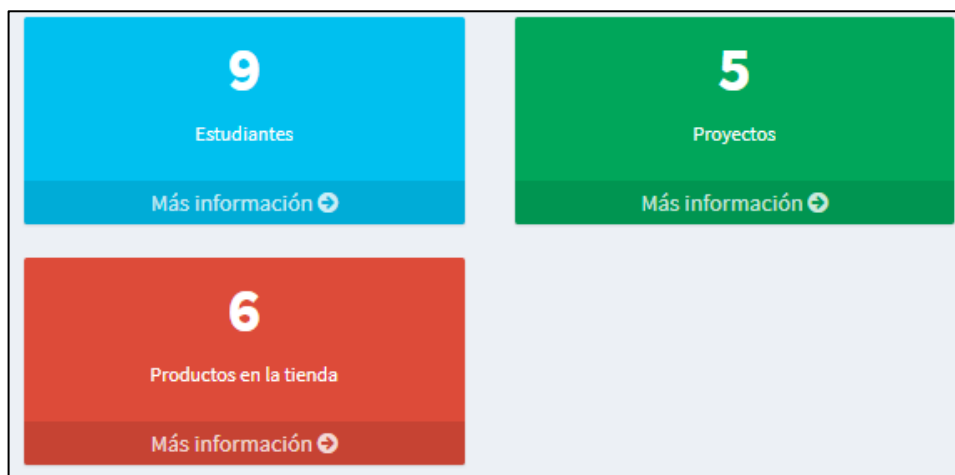 9
Estudiantes
Más información
5
Proyectos
Más información
6
Productos en la tienda
Más información